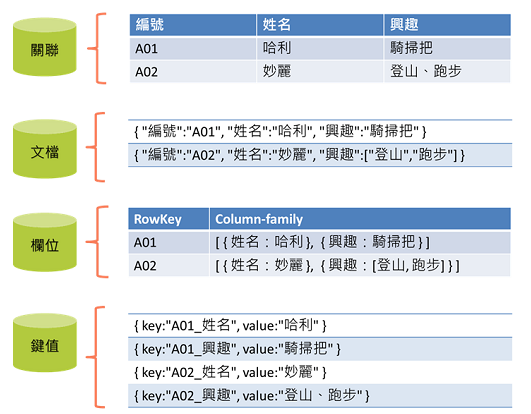 關聯
編號 姓名 興趣
A01 哈利 騎掃把
A02 妙麗 登山、跑步
文檔
{ "編號":"A01", "姓名":"哈利", "興趣":"騎掃把" }
{ "編號":"A02", "姓名":"妙麗", "興趣":["登山","跑步"] }
欄位
RowKey Column-family
A01 [ { 姓名：哈利 }, { 興趣：騎掃把 } ]
A02 [ { 姓名：妙麗 }, { 興趣：[登山, 跑步] } ]
鍵值
{ key:"A01_姓名", value:"哈利" }
{ key:"A01_興趣", value:"騎掃把" }
{ key:"A02_姓名", value:"妙麗" }
{ key:"A02_興趣", value:"登山、跑步" }